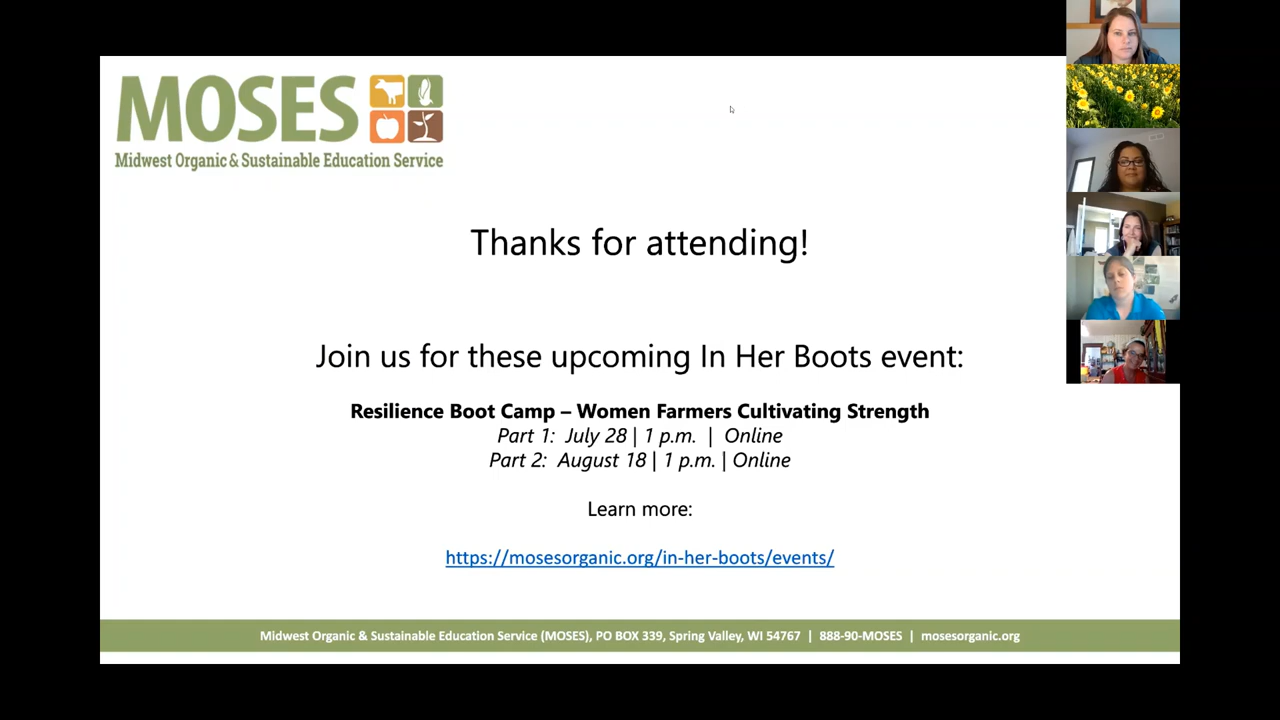 MOSES
Midwest Organic & Sustainable Education Service
Thanks for attending!
Join us for these upcoming In Her Boots event:
Resilience Boot Camp – Women Farmers Cultivating Strength
Part 1: July 28 | 1 p.m. | Online
Part 2: August 18 | 1 p.m. | Online
Learn more:
https://mosesorganic.org/in-her-boots/events/
Midwest Organic & Sustainable Education Service (MOSES), PO BOX 339, Spring Valley, WI 54767 | 888-90-MOSES | mosesorganic.org